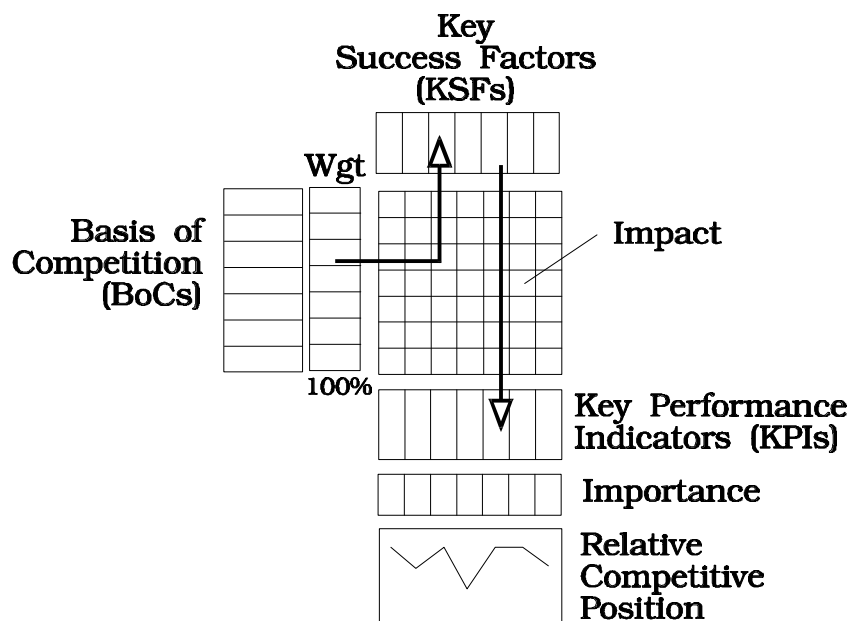 Key
Success Factors
(KSFs)
Wgt
Basis of
Competition
(BoCs)
Impact
100%
Key Performance
Indicators (KPIs)
Importance
Relative
Competitive
Position